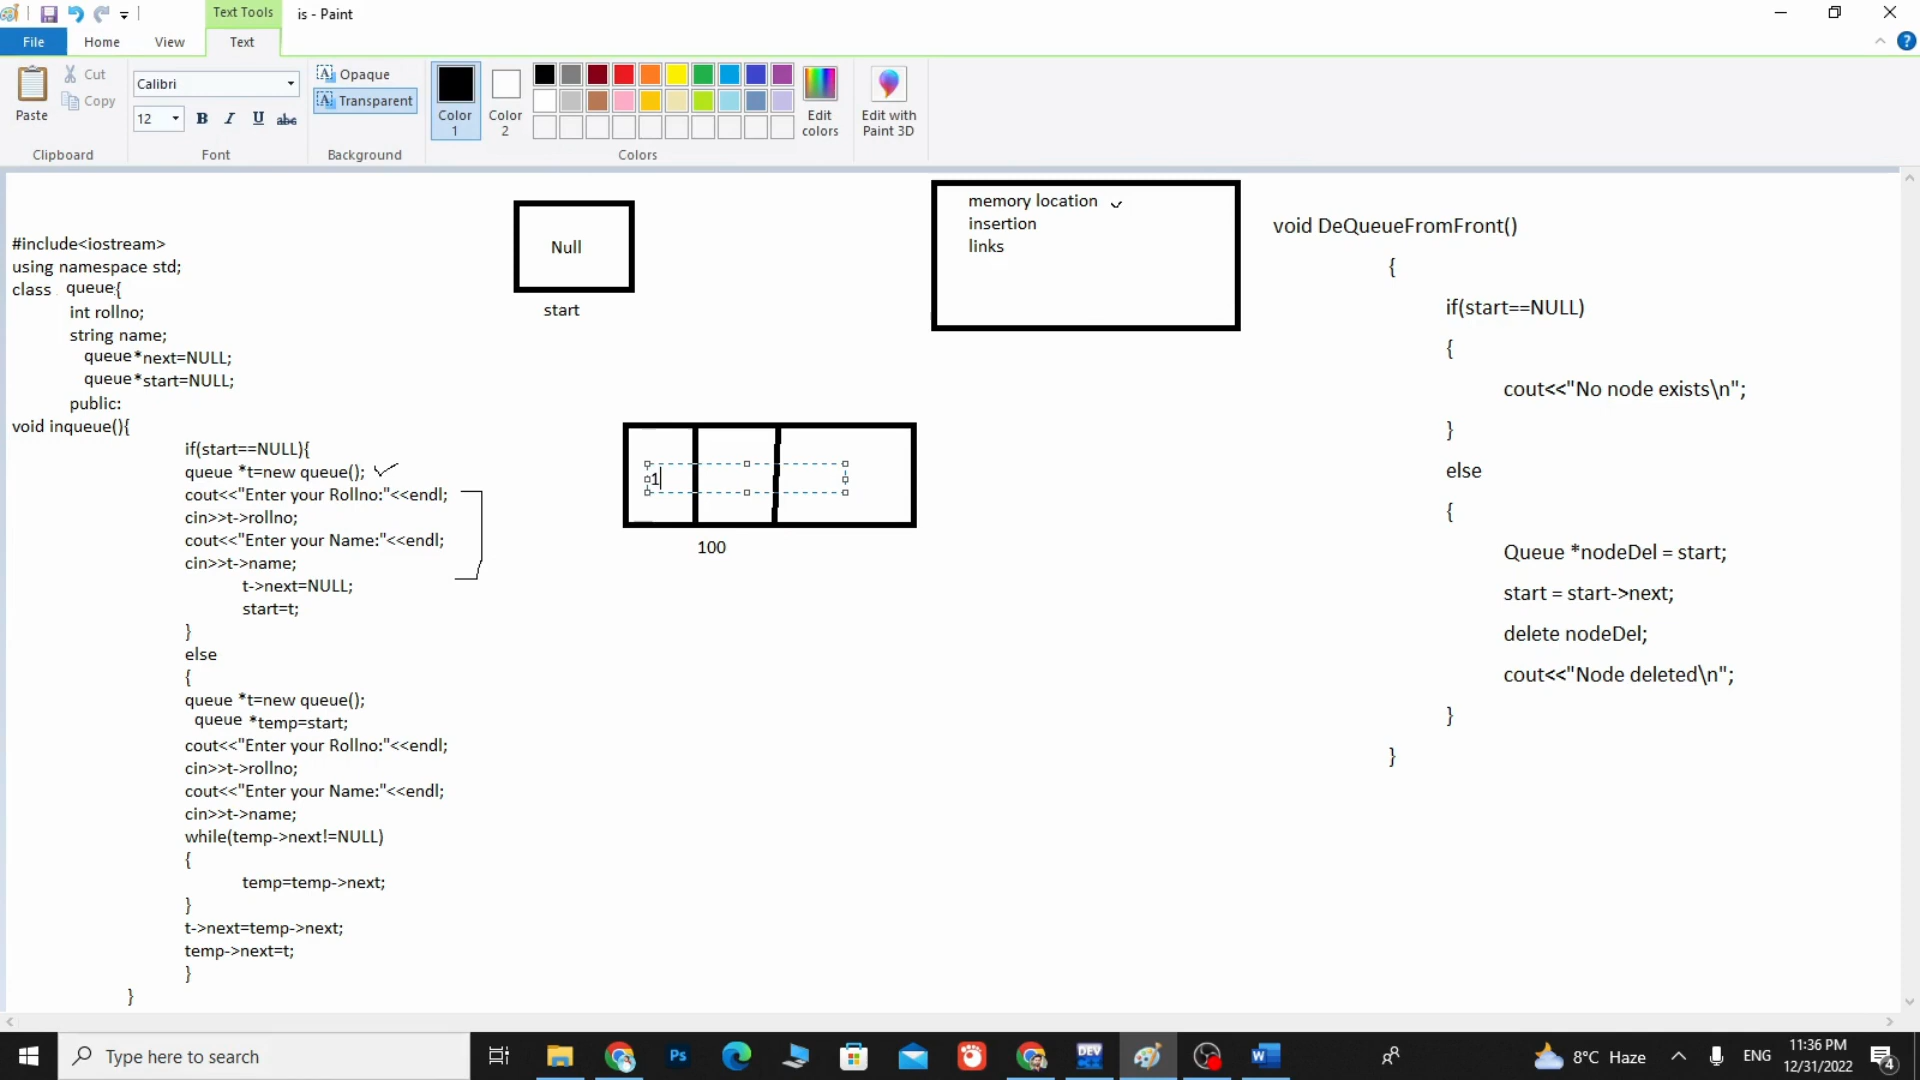 Text Tools
is - Paint
File
Home
View
Text
Paste
Cut
Copy
Clipboard
Calibri
12
B I U abc
Font
Opaque
Transparent
Background
Color 1
Color 2
Edit colors
Colors
Edit with Paint 3D
#include<iostream>
using namespace std;
class queue{
int rollno;
string name;
queue*next=NULL;
queue*start=NULL;
public:
void inqueue(){
if(start==NULL){
queue *t=new queue();
cout<<"Enter your Rollno:"<<endl;
cin>>t->rollno;
cout<<"Enter your Name:"<<endl;
cin>>t->name;
t->next=NULL;
start=t;
}
else
{
queue *t=new queue();
queue *temp=start;
cout<<"Enter your Rollno:"<<endl;
cin>>t->rollno;
cout<<"Enter your Name:"<<endl;
cin>>t->name;
while(temp->next!=NULL)
{
temp=temp->next;
}
t->next=temp->next;
temp->next=t;
}
}
Null
start
1
100
memory location
insertion
links
void DeQueueFromFront()
{
if(start==NULL)
{
cout<<"No node exists\n";
}
else
{
Queue *nodeDel = start;
start = start->next;
delete nodeDel;
cout<<"Node deleted\n";
}
}
Type here to search
Ps
DEV
W
8°C Haze
ENG
11:36 PM
12/31/2022
4